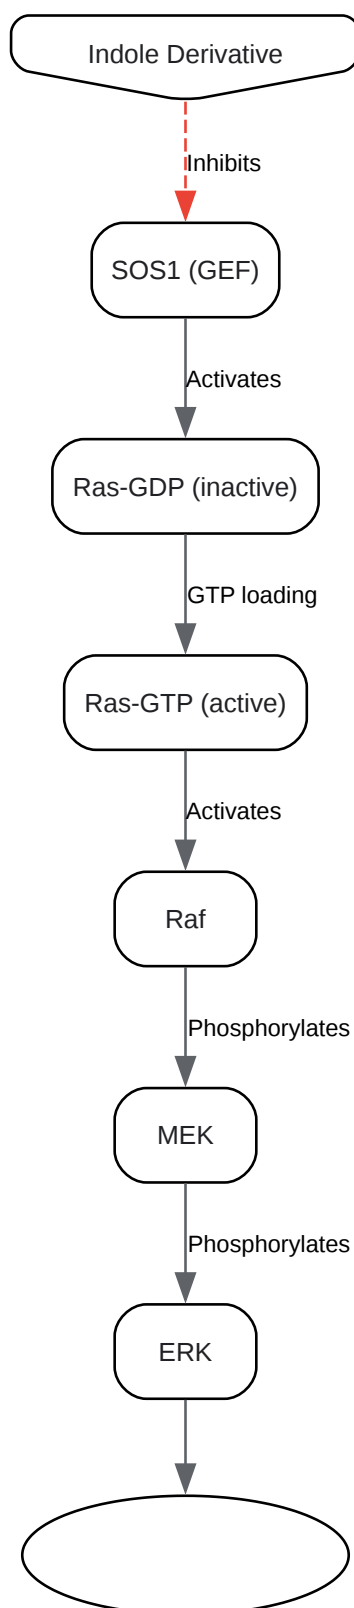 Indole Derivative
Inhibits
SOS1 (GEF)
Activates
Ras-GDP (inactive)
GTP loading
Ras-GTP (active)
Activates
Raf
Phosphorylates
MEK
Phosphorylates
ERK